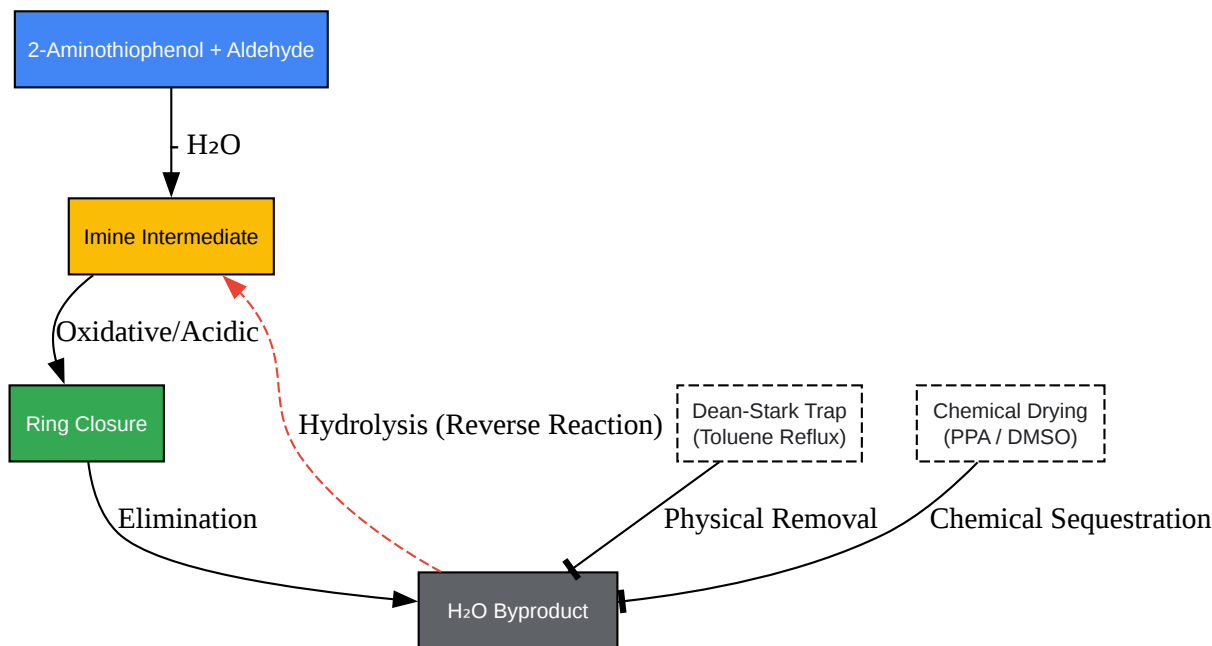 2-Aminothiophenol + Aldehyde
- H₂O
Imine Intermediate
Oxidative/Acidic
Ring Closure
Hydrolysis (Reverse Reaction)
Dean-Stark Trap
(Toluene Reflux)
Chemical Drying
(PPA / DMSO)
Elimination
Physical Removal
Chemical Sequestration
H₂O Byproduct